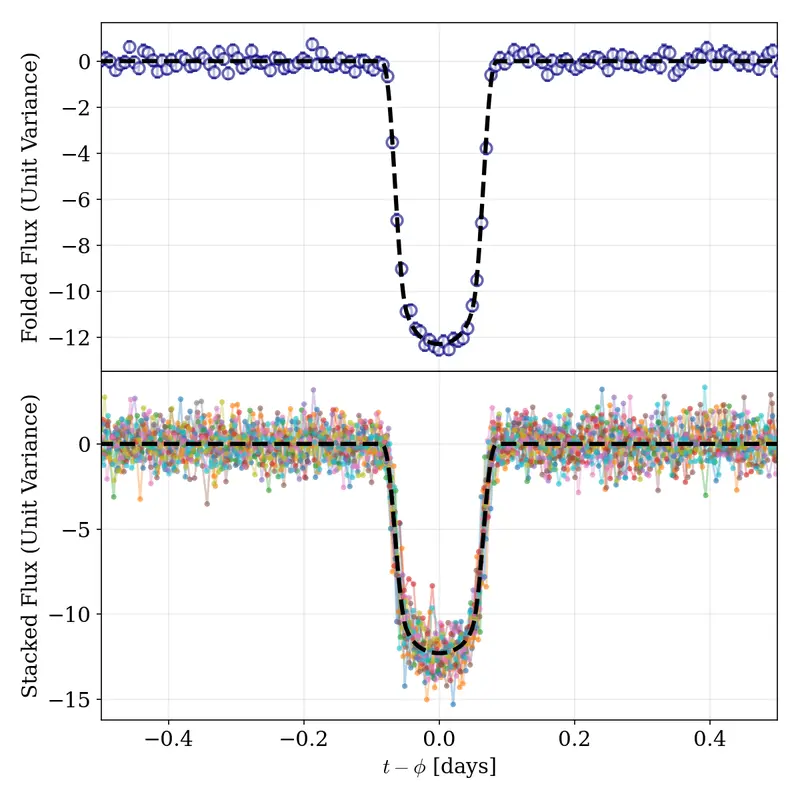 Folded Flux (Unit Variance)
0
−2
−4
−6
−8
−10
−12
Stacked Flux (Unit Variance)
0
−5
−10
−15
−0.4 −0.2 0.0 0.2 0.4
t − ϕ [days]